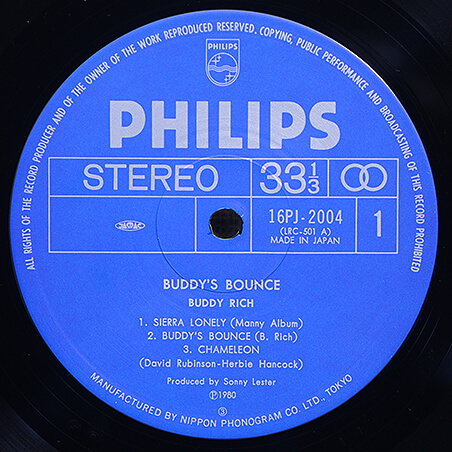 ALL RIGHTS OF THE RECORD PRODUCER AND OF THE OWNER OF THE WORK REPRODUCED RESERVED. COPYING, PUBLIC PERFORMANCE AND BROADCASTING OF THIS RECORD PROHIBITED
PHILIPS
PHILIPS
STEREO 33 1/3
16PJ-2004 1
(LRC-501 A)
MADE IN JAPAN
BUDDY'S BOUNCE
BUDDY RICH
1. SIERRA LONELY (Manny Album)
2. BUDDY'S BOUNCE (B. Rich)
3. CHAMELEON
(David Rubinson-Herbie Hancock)
Produced by Sonny Lester
Ⓟ1980
③
MANUFACTURED BY NIPPON PHONOGRAM CO. LTD., TOKYO